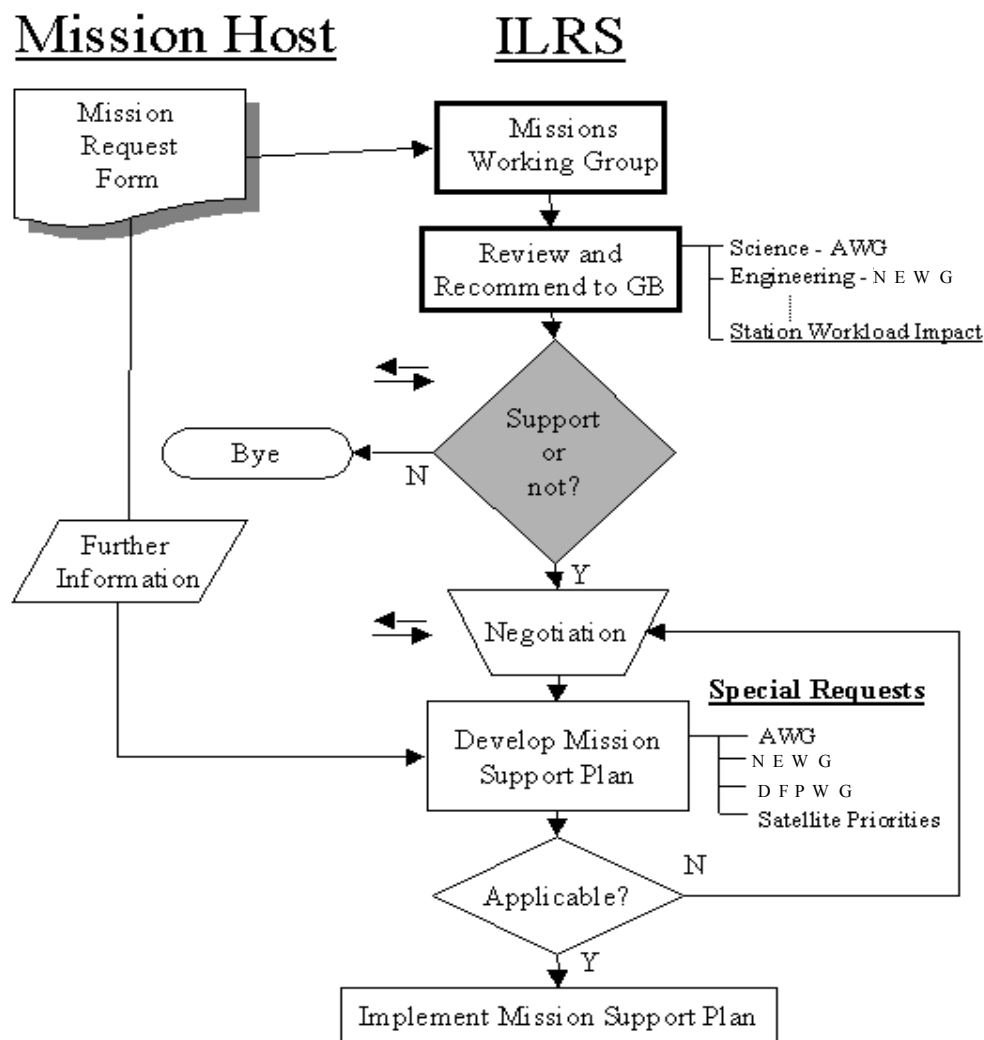 Mission Host
ILRS
Mission
Request
Form
Missions
Working Group
Review and
Recommend to GB
Science - AWG
Engineering - N E W G
Station Workload Impact
Support
or
not?
N
Bye
Y
Further
Information
Negotiation
Special Requests
Develop Mission
Support Plan
AWG
N E W G
D F P W G
Satellite Priorities
Applicable?
N
Y
Implement Mission Support Plan